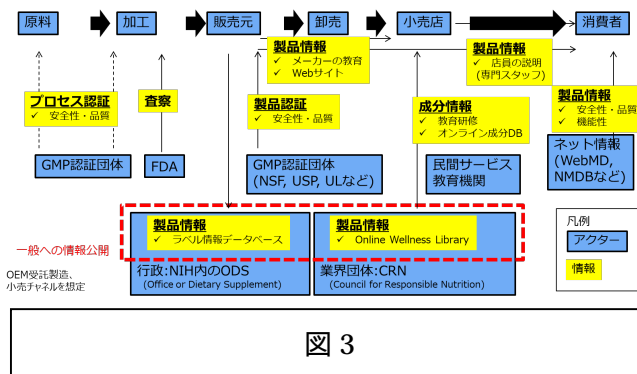 原料
加工
販売元
卸売
小売店
消費者
製品情報
✓ メーカーの教育
✓ Webサイト
製品情報
✓ 店員の説明
(専門スタッフ)
プロセス認証
✓ 安全性・品質
査察
製品認証
✓ 安全性・品質
成分情報
✓ 教育研修
✓ オンライン成分DB
製品情報
✓ 安全性・品質
✓ 機能性
GMP認証団体
FDA
GMP認証団体
(NSF, USP, ULなど)
民間サービス
教育機関
ネット情報
(WebMD,
NMDBなど)
一般への情報公開
製品情報
✓ ラベル情報データベース
行政:NIH内のODS
(Office or Dietary Supplement)
製品情報
✓ Online Wellness Library
業界団体:CRN
(Council for Responsible Nutrition)
凡例
アクター
情報
OEM受託製造、
小売チャネルを想定
図 3